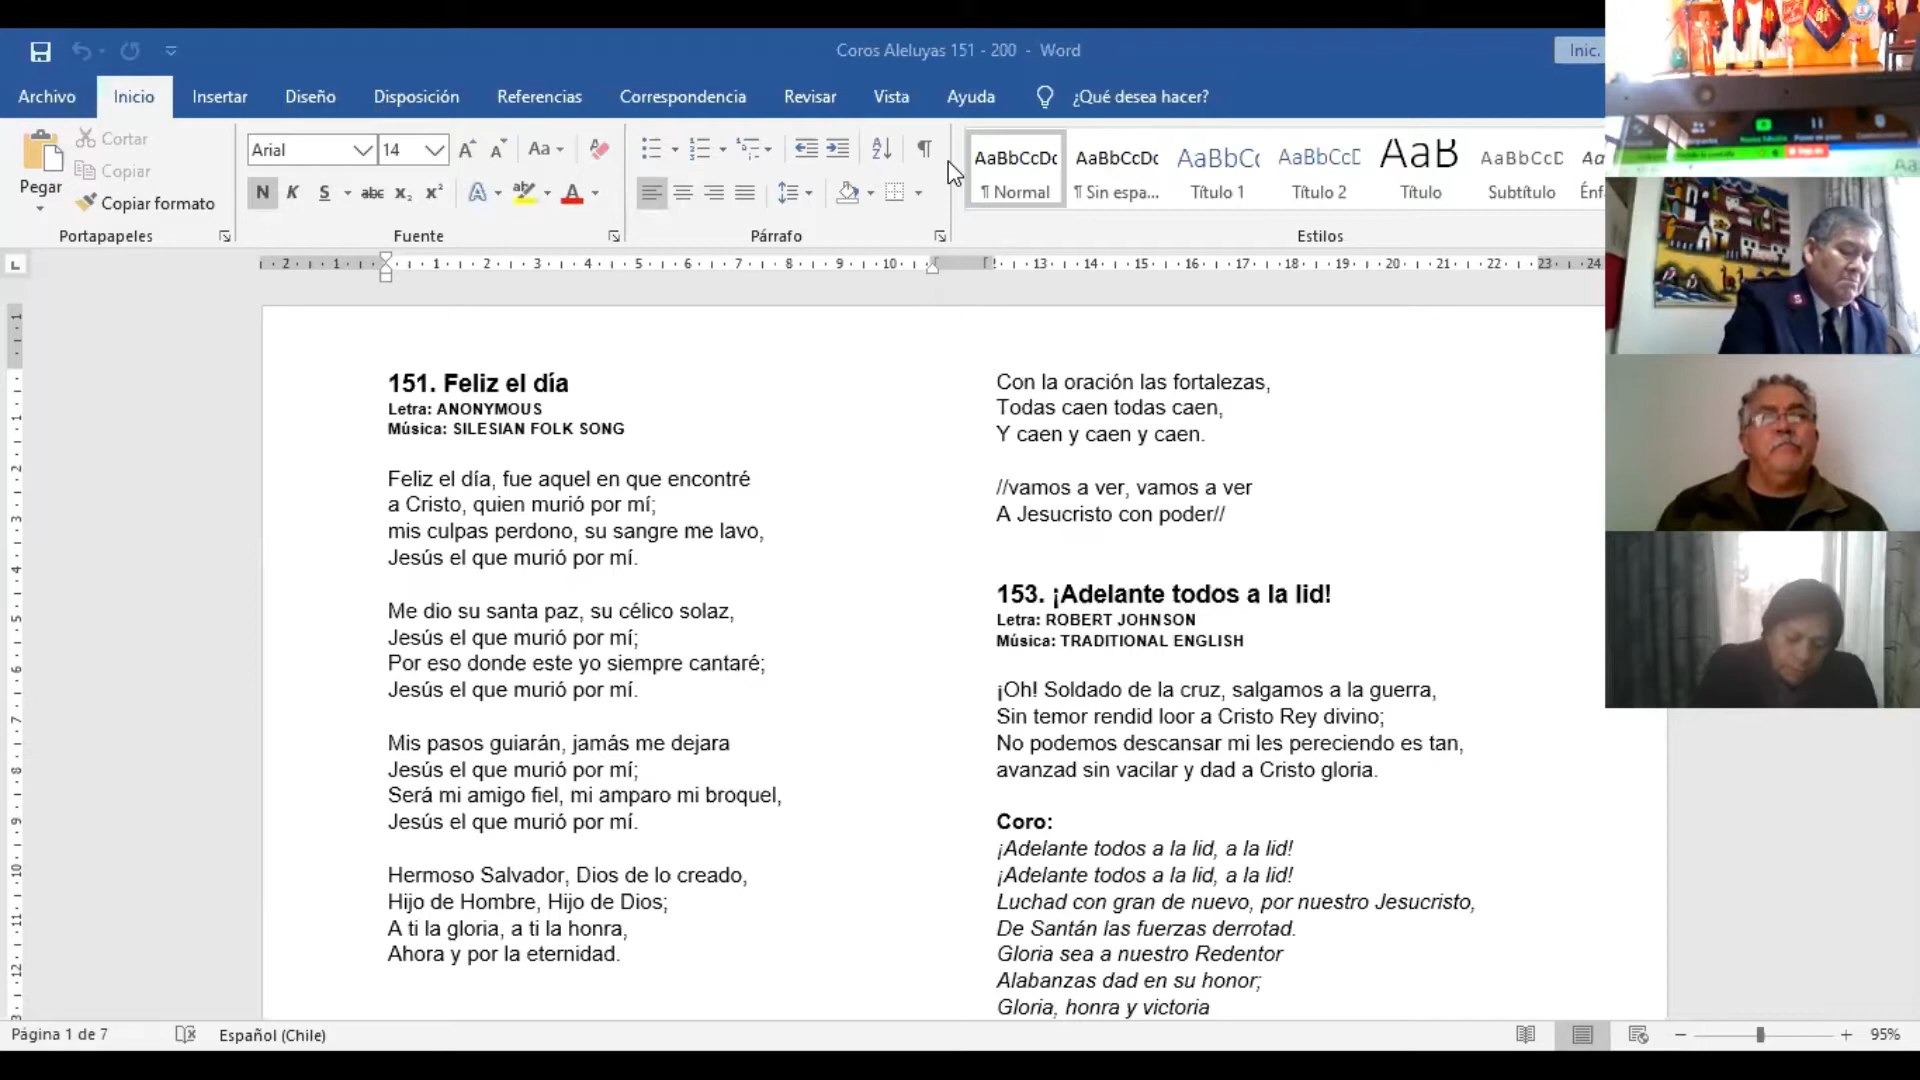 Coros Aleluyas 151 - 200 - Word
Inic.
Archivo
Inicio
Insertar
Diseño
Disposición
Referencias
Correspondencia
Revisar
Vista
Ayuda
¿Qué desea hacer?
Pegar
Cortar
Copiar
Copiar formato
Portapapeles
Arial
14
Aa
N K S abc x₂ x²
Fuente
Párrafo
AaBbCcDc
¶ Normal
AaBbCcDc
¶ Sin espa...
AaBbCc
Título 1
AaBbCcD
Título 2
AaB
Título
AaBbCcD
Subtítulo
Estilos
151. Feliz el día
Letra: ANONYMOUS
Música: SILESIAN FOLK SONG
Feliz el día, fue aquel en que encontré
a Cristo, quien murió por mí;
mis culpas perdono, su sangre me lavo,
Jesús el que murió por mí.
Me dio su santa paz, su célico solaz,
Jesús el que murió por mí;
Por eso donde este yo siempre cantaré;
Jesús el que murió por mí.
Mis pasos guiarán, jamás me dejara
Jesús el que murió por mí;
Será mi amigo fiel, mi amparo mi broquel,
Jesús el que murió por mí.
Hermoso Salvador, Dios de lo creado,
Hijo de Hombre, Hijo de Dios;
A ti la gloria, a ti la honra,
Ahora y por la eternidad.
Con la oración las fortalezas,
Todas caen todas caen,
Y caen y caen y caen.
//vamos a ver, vamos a ver
A Jesucristo con poder//
153. ¡Adelante todos a la lid!
Letra: ROBERT JOHNSON
Música: TRADITIONAL ENGLISH
¡Oh! Soldado de la cruz, salgamos a la guerra,
Sin temor rendid loor a Cristo Rey divino;
No podemos descansar mi les pereciendo es tan,
avanzad sin vacilar y dad a Cristo gloria.
Coro:
¡Adelante todos a la lid, a la lid!
¡Adelante todos a la lid, a la lid!
Luchad con gran de nuevo, por nuestro Jesucristo,
De Santán las fuerzas derrotad.
Gloria sea a nuestro Redentor
Alabanzas dad en su honor;
Gloria, honra y victoria
Página 1 de 7
Español (Chile)
95%